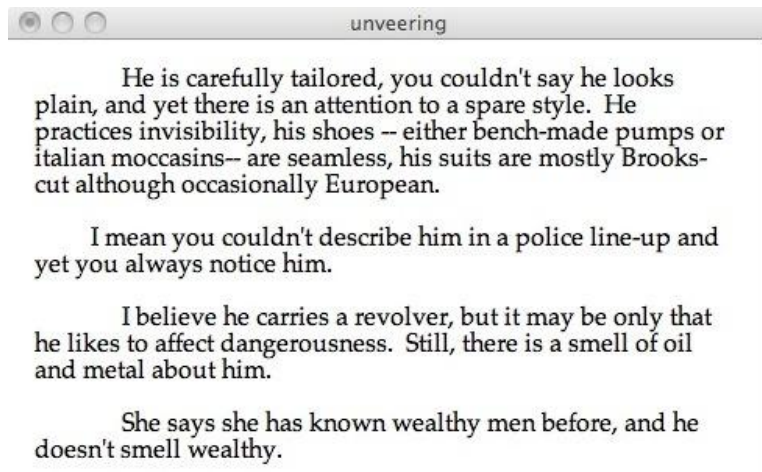 unveering
He is carefully tailored, you couldn't say he looks
plain, and yet there is an attention to a spare style.  He
practices invisibility, his shoes -- either bench-made pumps or
italian moccasins-- are seamless, his suits are mostly Brooks-
cut although occasionally European.
I mean you couldn't describe him in a police line-up and
yet you always notice him.
I believe he carries a revolver, but it may be only that
he likes to affect dangerousness.  Still, there is a smell of oil
and metal about him.
She says she has known wealthy men before, and he
doesn't smell wealthy.